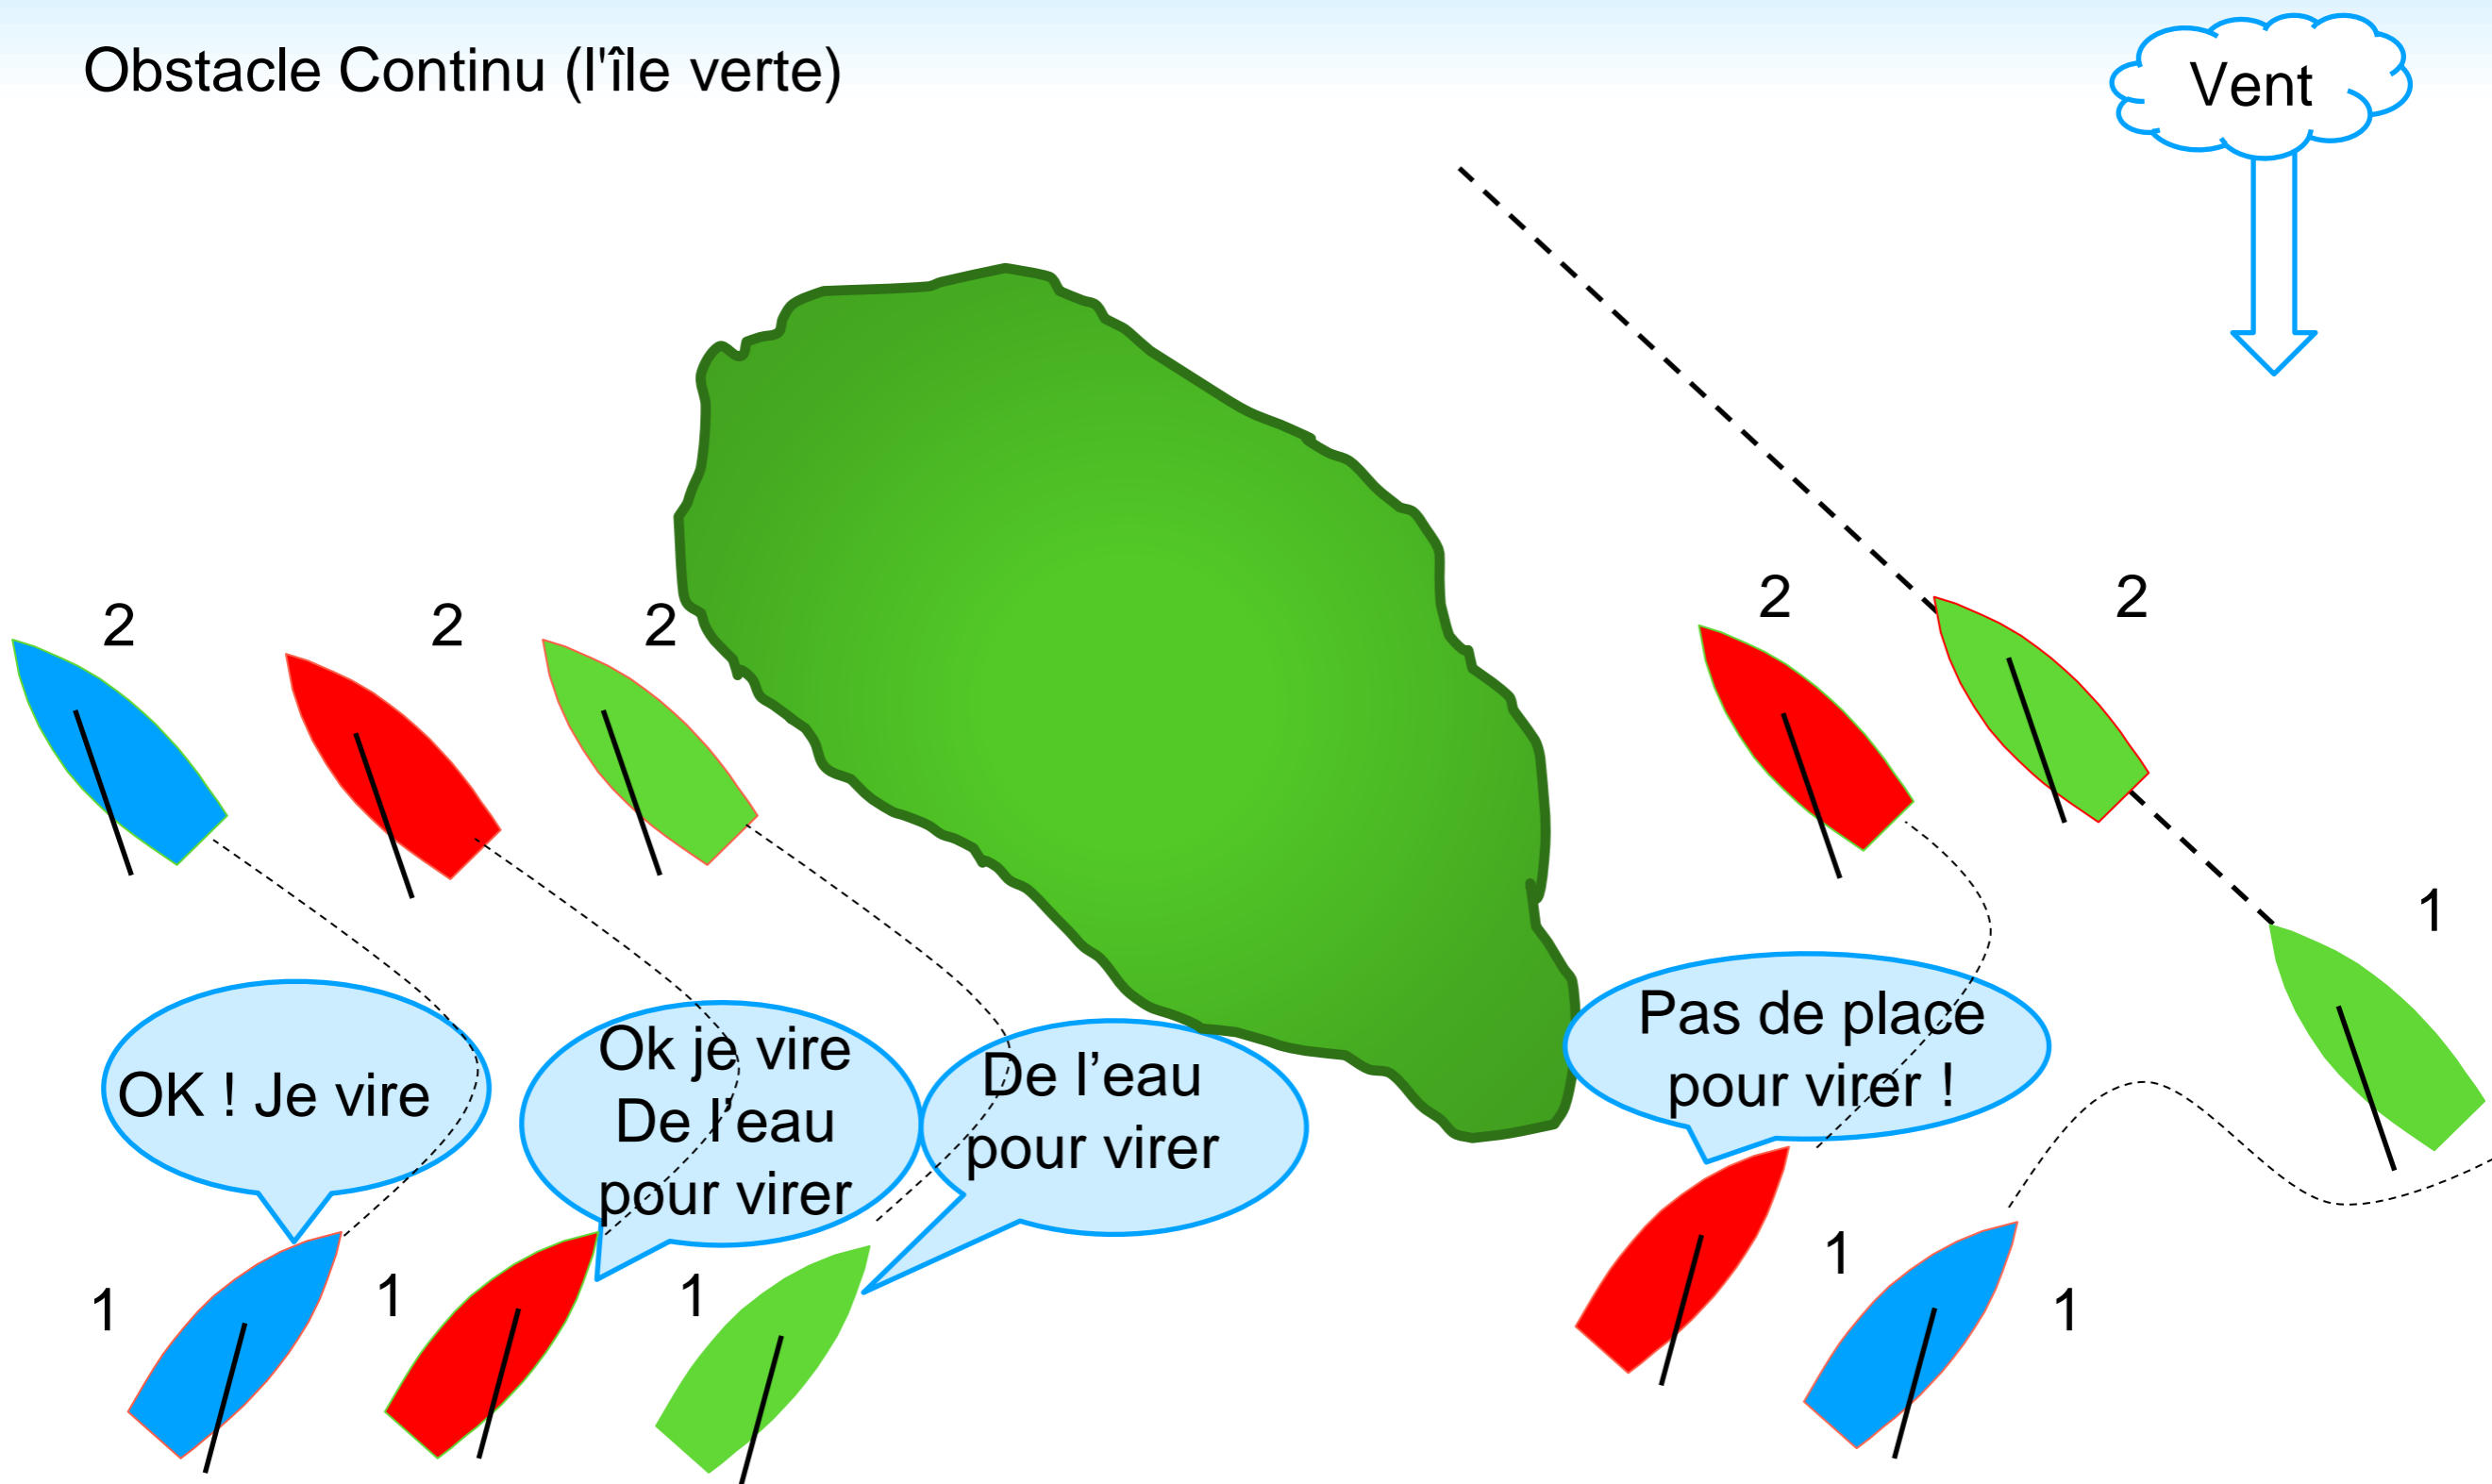 Obstacle Continu (l'île verte)
Vent
2
2
2
2
2
1
OK ! Je vire
Ok je vire
De l’eau
pour virer
De l’eau
pour virer
Pas de place
pour virer !
1
1
1
1
1